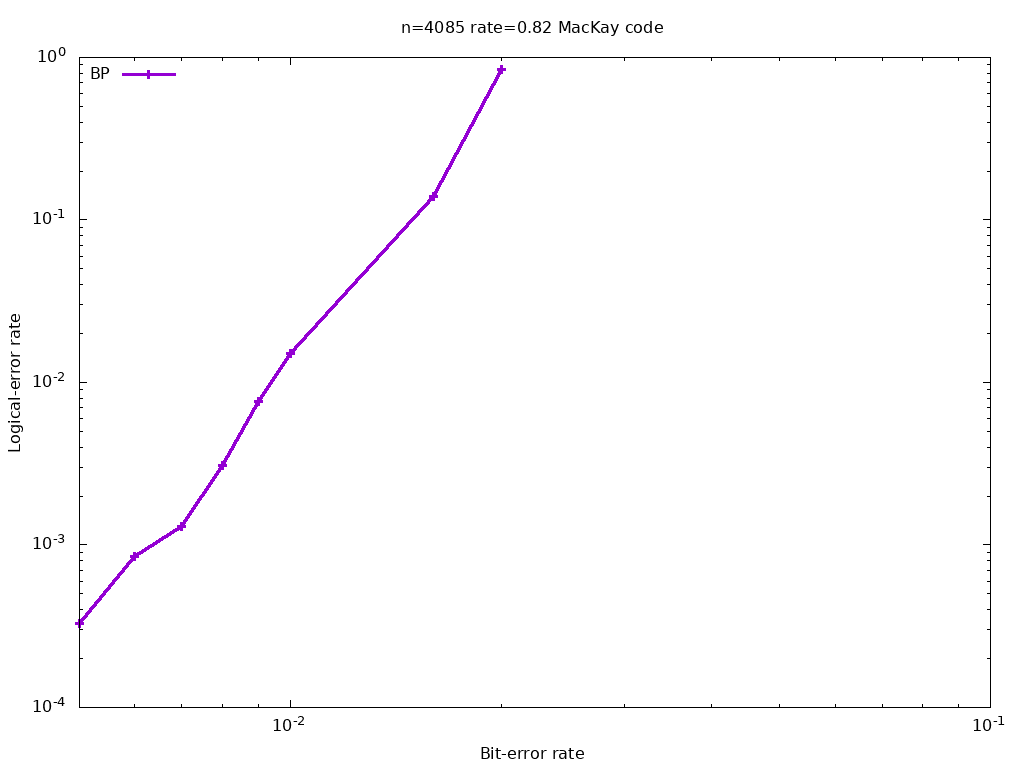 n=4085 rate=0.82 MacKay code
10^0
BP
10^-1
10^-2
10^-3
10^-4
Logical-error rate
10^-2
10^-1
Bit-error rate